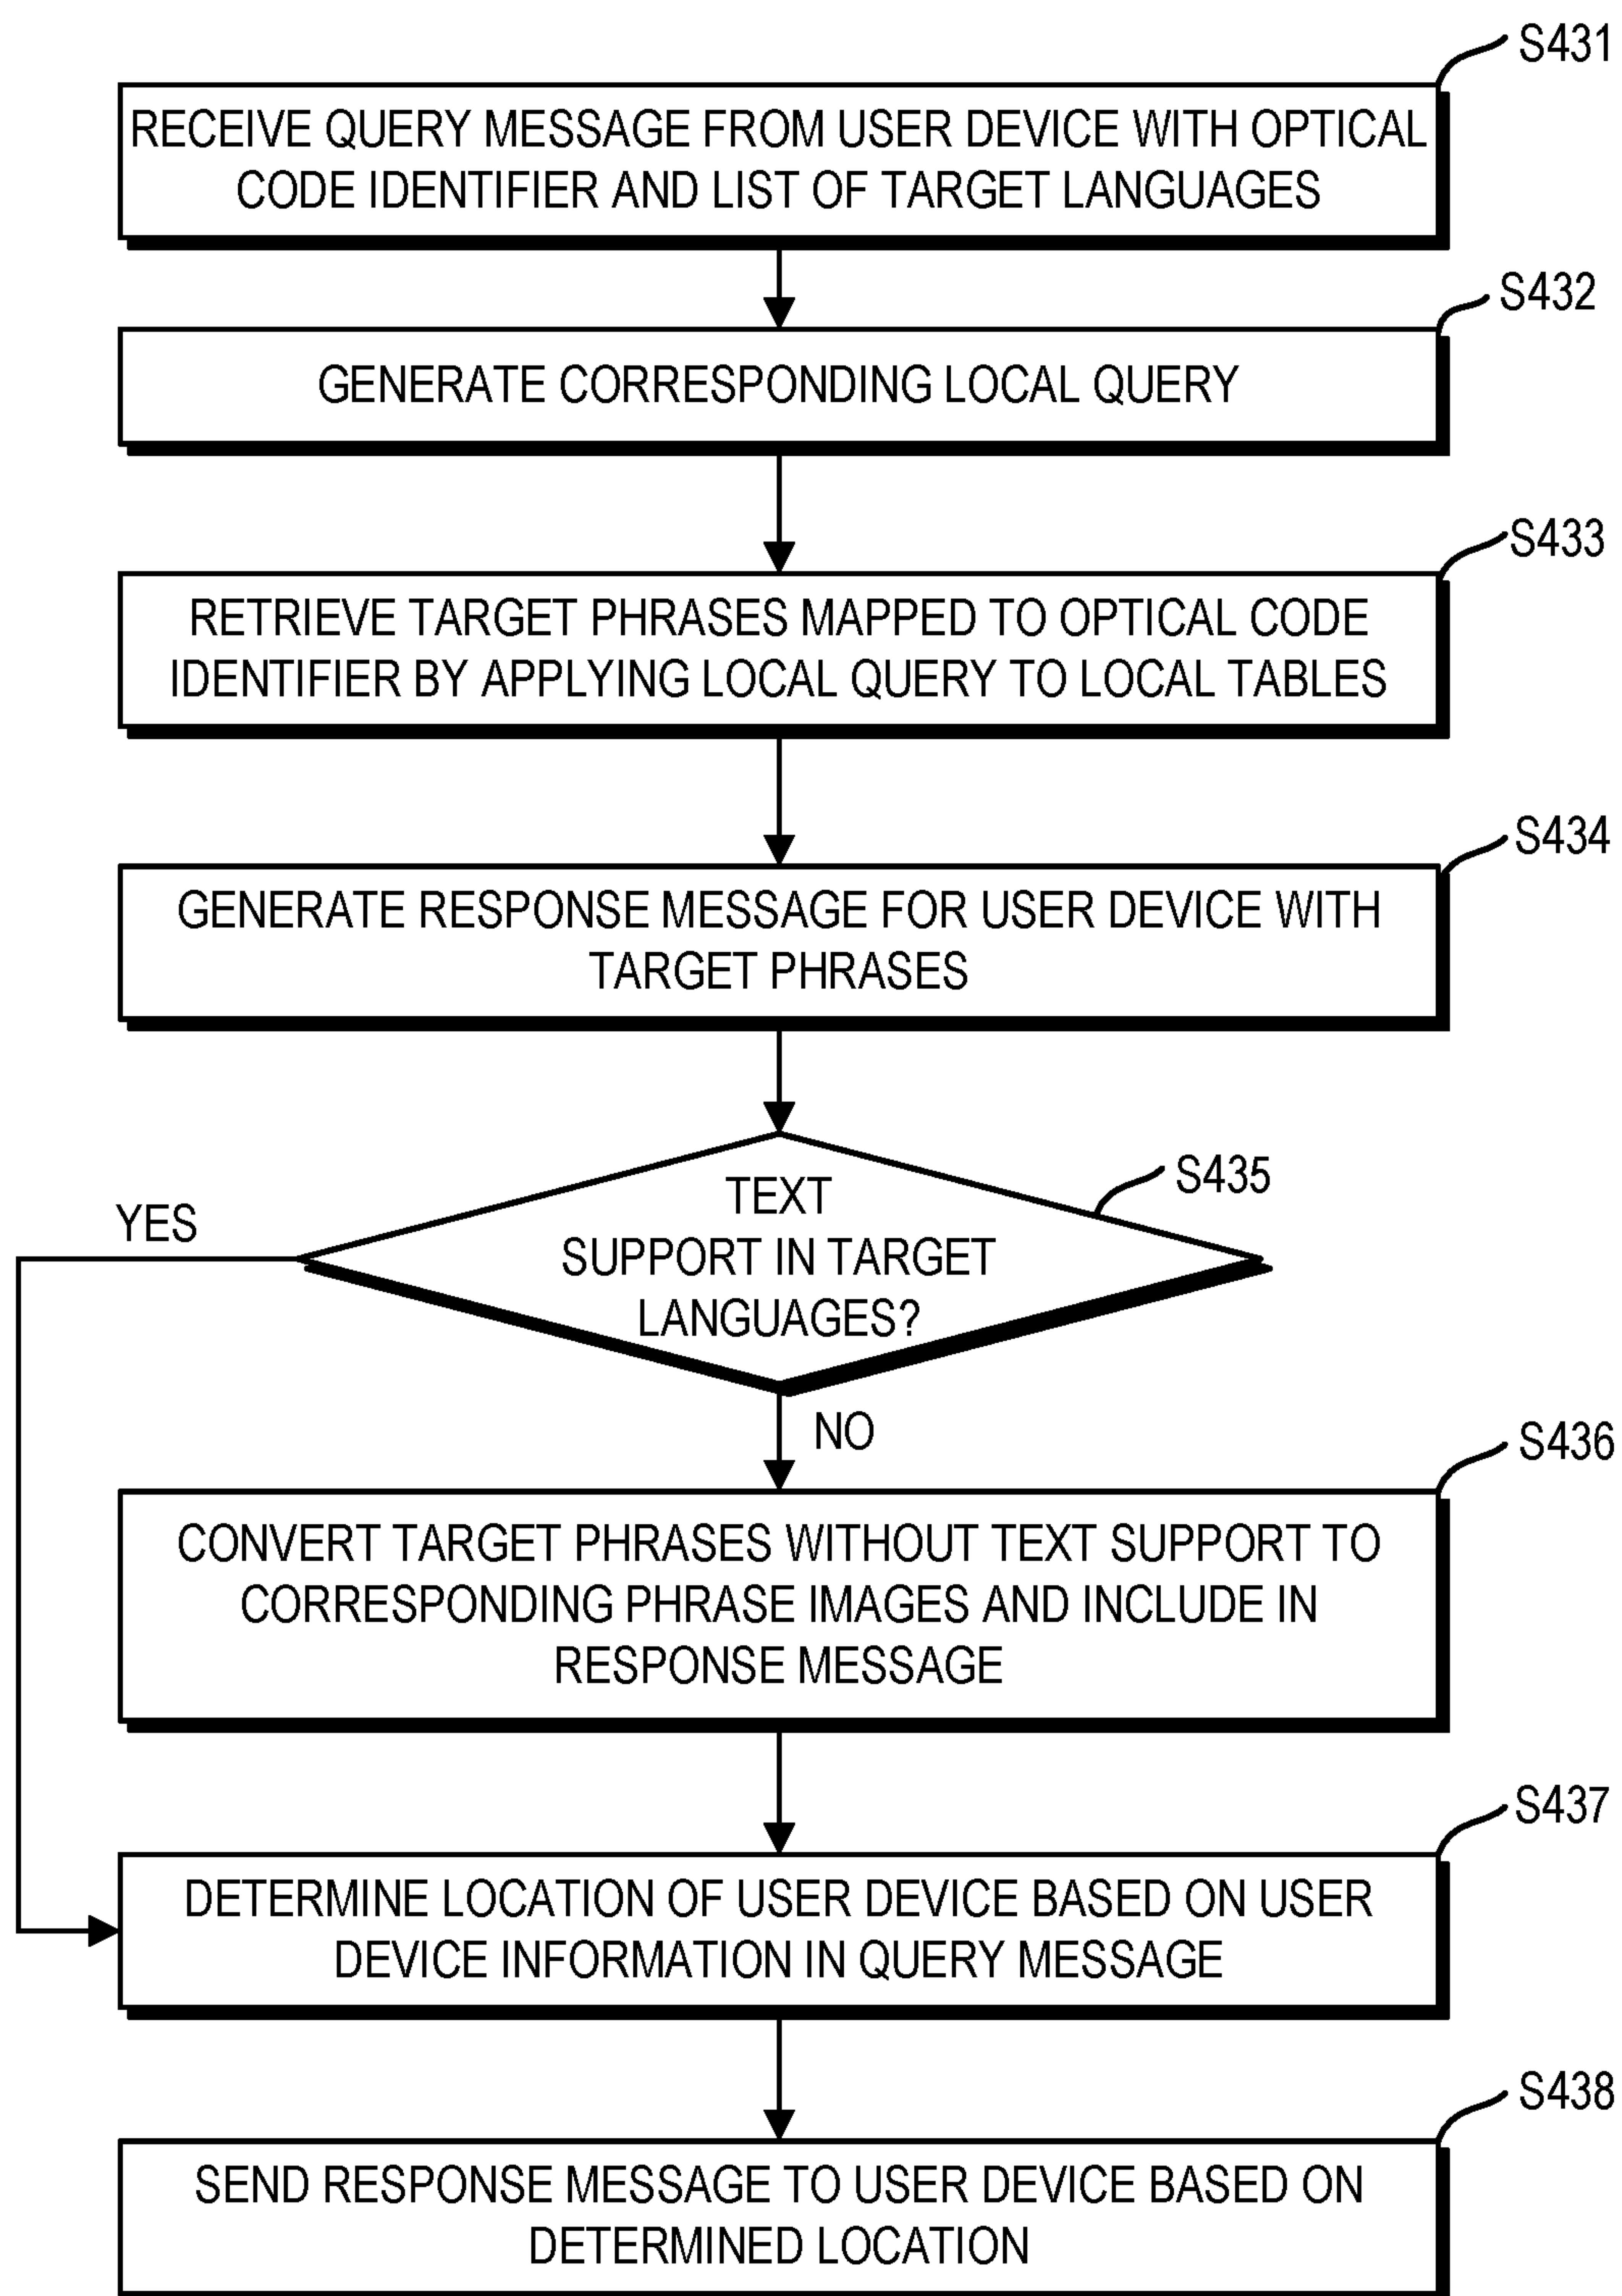 S431
RECEIVE QUERY MESSAGE FROM USER DEVICE WITH OPTICAL
CODE IDENTIFIER AND LIST OF TARGET LANGUAGES
S432
GENERATE CORRESPONDING LOCAL QUERY
S433
RETRIEVE TARGET PHRASES MAPPED TO OPTICAL CODE
IDENTIFIER BY APPLYING LOCAL QUERY TO LOCAL TABLES
S434
GENERATE RESPONSE MESSAGE FOR USER DEVICE WITH
TARGET PHRASES
S435
TEXT
SUPPORT IN TARGET
LANGUAGES?
YES
NO
S436
CONVERT TARGET PHRASES WITHOUT TEXT SUPPORT TO
CORRESPONDING PHRASE IMAGES AND INCLUDE IN
RESPONSE MESSAGE
S437
DETERMINE LOCATION OF USER DEVICE BASED ON USER
DEVICE INFORMATION IN QUERY MESSAGE
S438
SEND RESPONSE MESSAGE TO USER DEVICE BASED ON
DETERMINED LOCATION